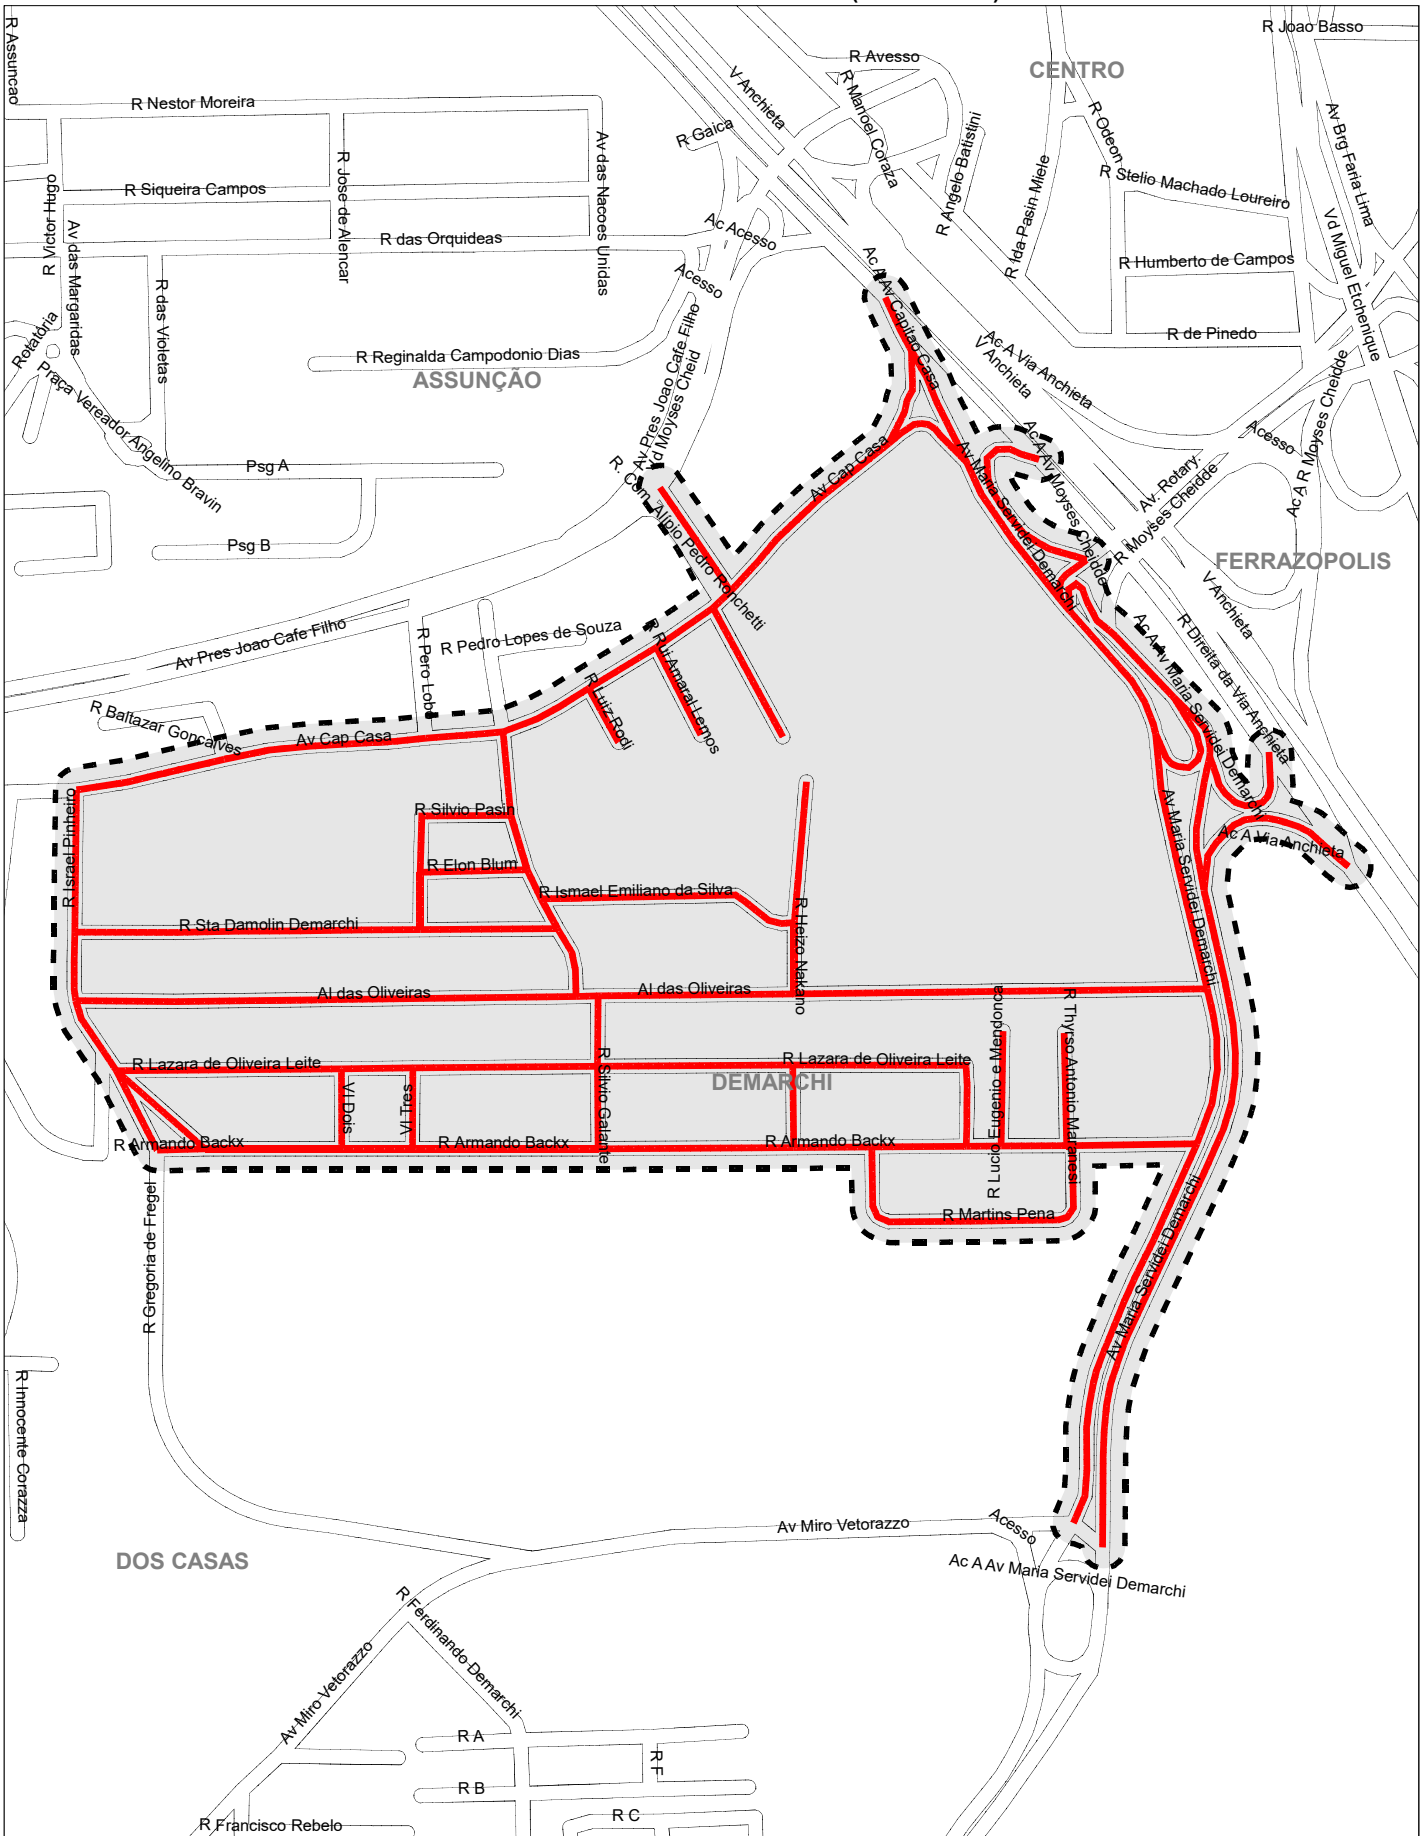 R Assuncao
R Joao Basso
R Avesso
CENTRO
V Anchieta
R Manoel Coraza
R Nestor Moreira
R Gaica
R Odeon
Av Brg Faria Lima
R Angelo Batistini
Av das Nacoes Unidas
R Jose de Alencar
R Ida Pasin Miele
R Stelio Machado Loureiro
R Siqueira Campos
R Victor Hugo
Av das Margaridas
Ac Acesso
R das Orquideas
Vd Miguel Etchenique
R Humberto de Campos
Acesso
Ac A Av Capitao Casa
R das Violetas
Rotatória
R de Pinedo
Ac A Via Anchieta
V Anchieta
R Reginalda Campodonio Dias
ASSUNÇÃO
Av Pres Joao Cafe Filho
Vd Moyses Cheid
Praça Vereador Angelino Bravin
Ac A R Moyses Cheidde
Acesso
Av Cap Casa
Psg A
R. Com. Alípio Pedro Ronchetti
Av Maria Servidei Demarchi
Ac A Av Moyses Cheidde
Av. Rotary.
R Moyses Cheidde
Psg B
FERRAZOPOLIS
V Anchieta
R Direita da Via Anchieta
Ac A Av Maria Servidei Demarchi
R Pedro Lopes de Souza
R Pero Lobo
Av Pres Joao Cafe Filho
R Rui Amaral Lemos
R Luiz Rodi
R Baltazar Goncalves
Av Cap Casa
R Israel Pinheiro
R Silvio Pasin
Av Maria Servidei Demarchi
Ac A Via Anchieta
R Elon Blum
R Ismael Emiliano da Silva
R Heizo Nakano
R Sta Damolin Demarchi
Al das Oliveiras
Al das Oliveiras
R Lucio Eugenio e Mendonca
R Thyrso Antonio Maranesi
R Lazara de Oliveira Leite
R Lazara de Oliveira Leite
R Silvio Galante
DEMARCHI
Vl Dois
Vl Tres
R Armando Backx
R Armando Backx
R Armando Backx
R Gregoria de Fregel
R Martins Pena
Av Maria Servidei Demarchi
R Innocente Corazza
Av Miro Vetorazzo
Acesso
DOS CASAS
Ac A Av Maria Servidei Demarchi
R Ferdinando Demarchi
Av Miro Vetorazzo
R A
R F
R B
R C
R Francisco Rebelo